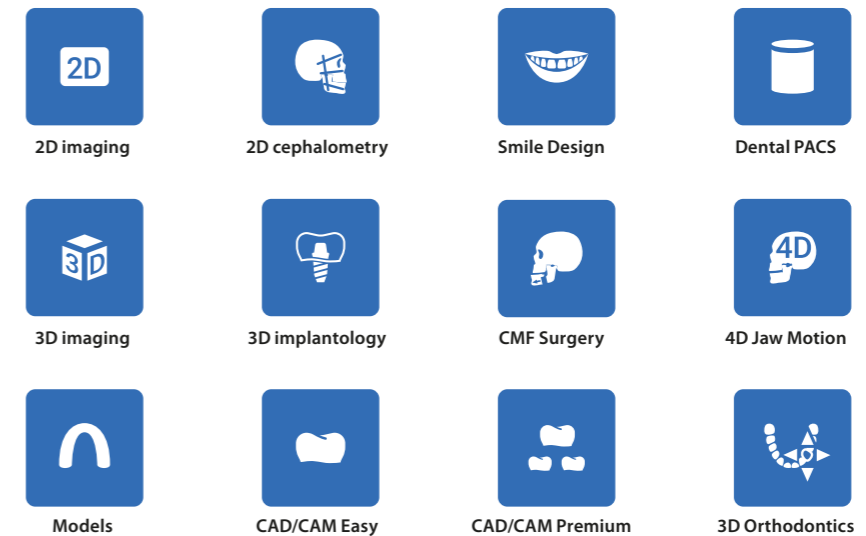 2D
2D imaging
2D cephalometry
Smile Design
Dental PACS
3D
4D
3D imaging
3D implantology
CMF Surgery
4D Jaw Motion
Models
CAD/CAM Easy
CAD/CAM Premium
3D Orthodontics